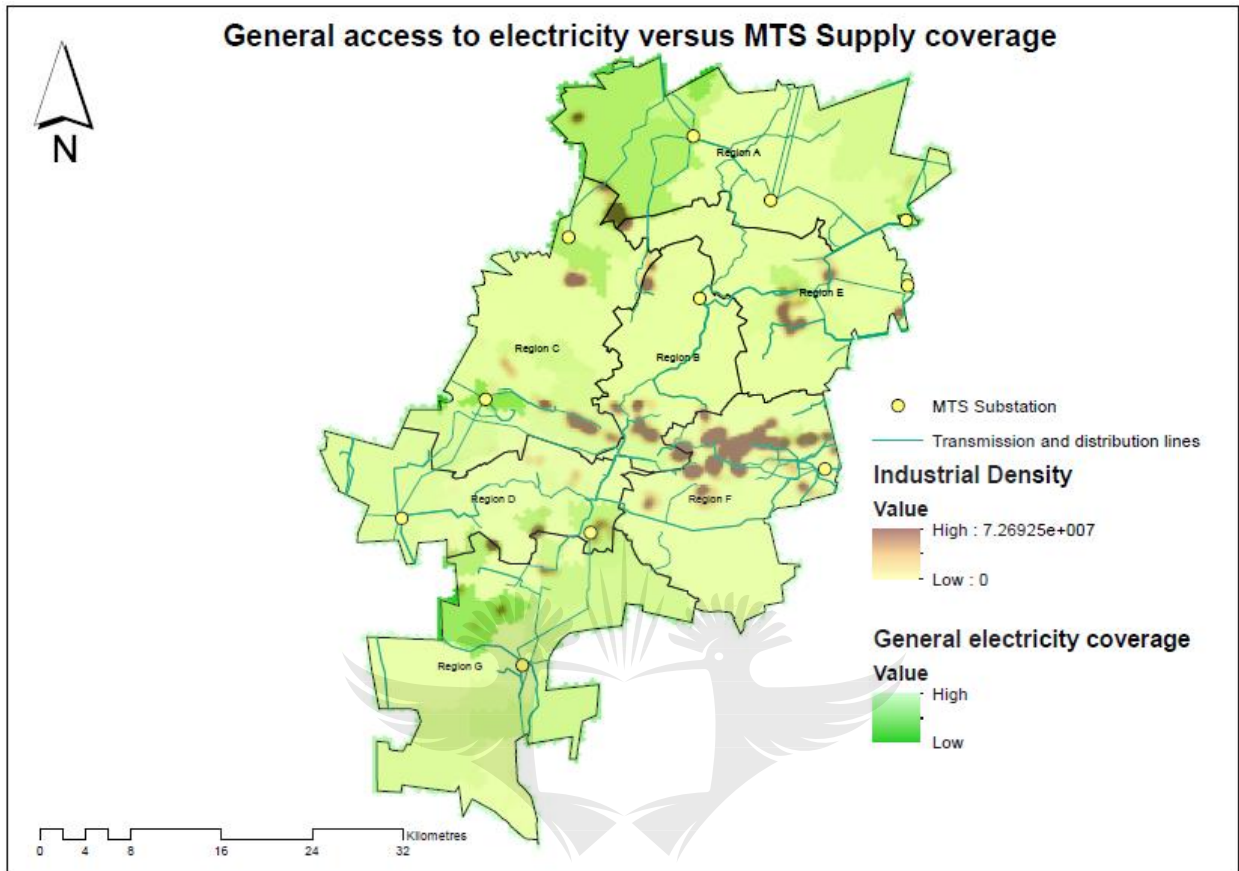 General access to electricity versus MTS Supply coverage
N
Region A
Region E
Region C
Region B
MTS Substation
Transmission and distribution lines
Industrial Density
Value
High : 7.26925e+007
Low : 0
Region D
Region F
General electricity coverage
Value
High
Low
Region G
Kilometres
0 4 8 16 24 32